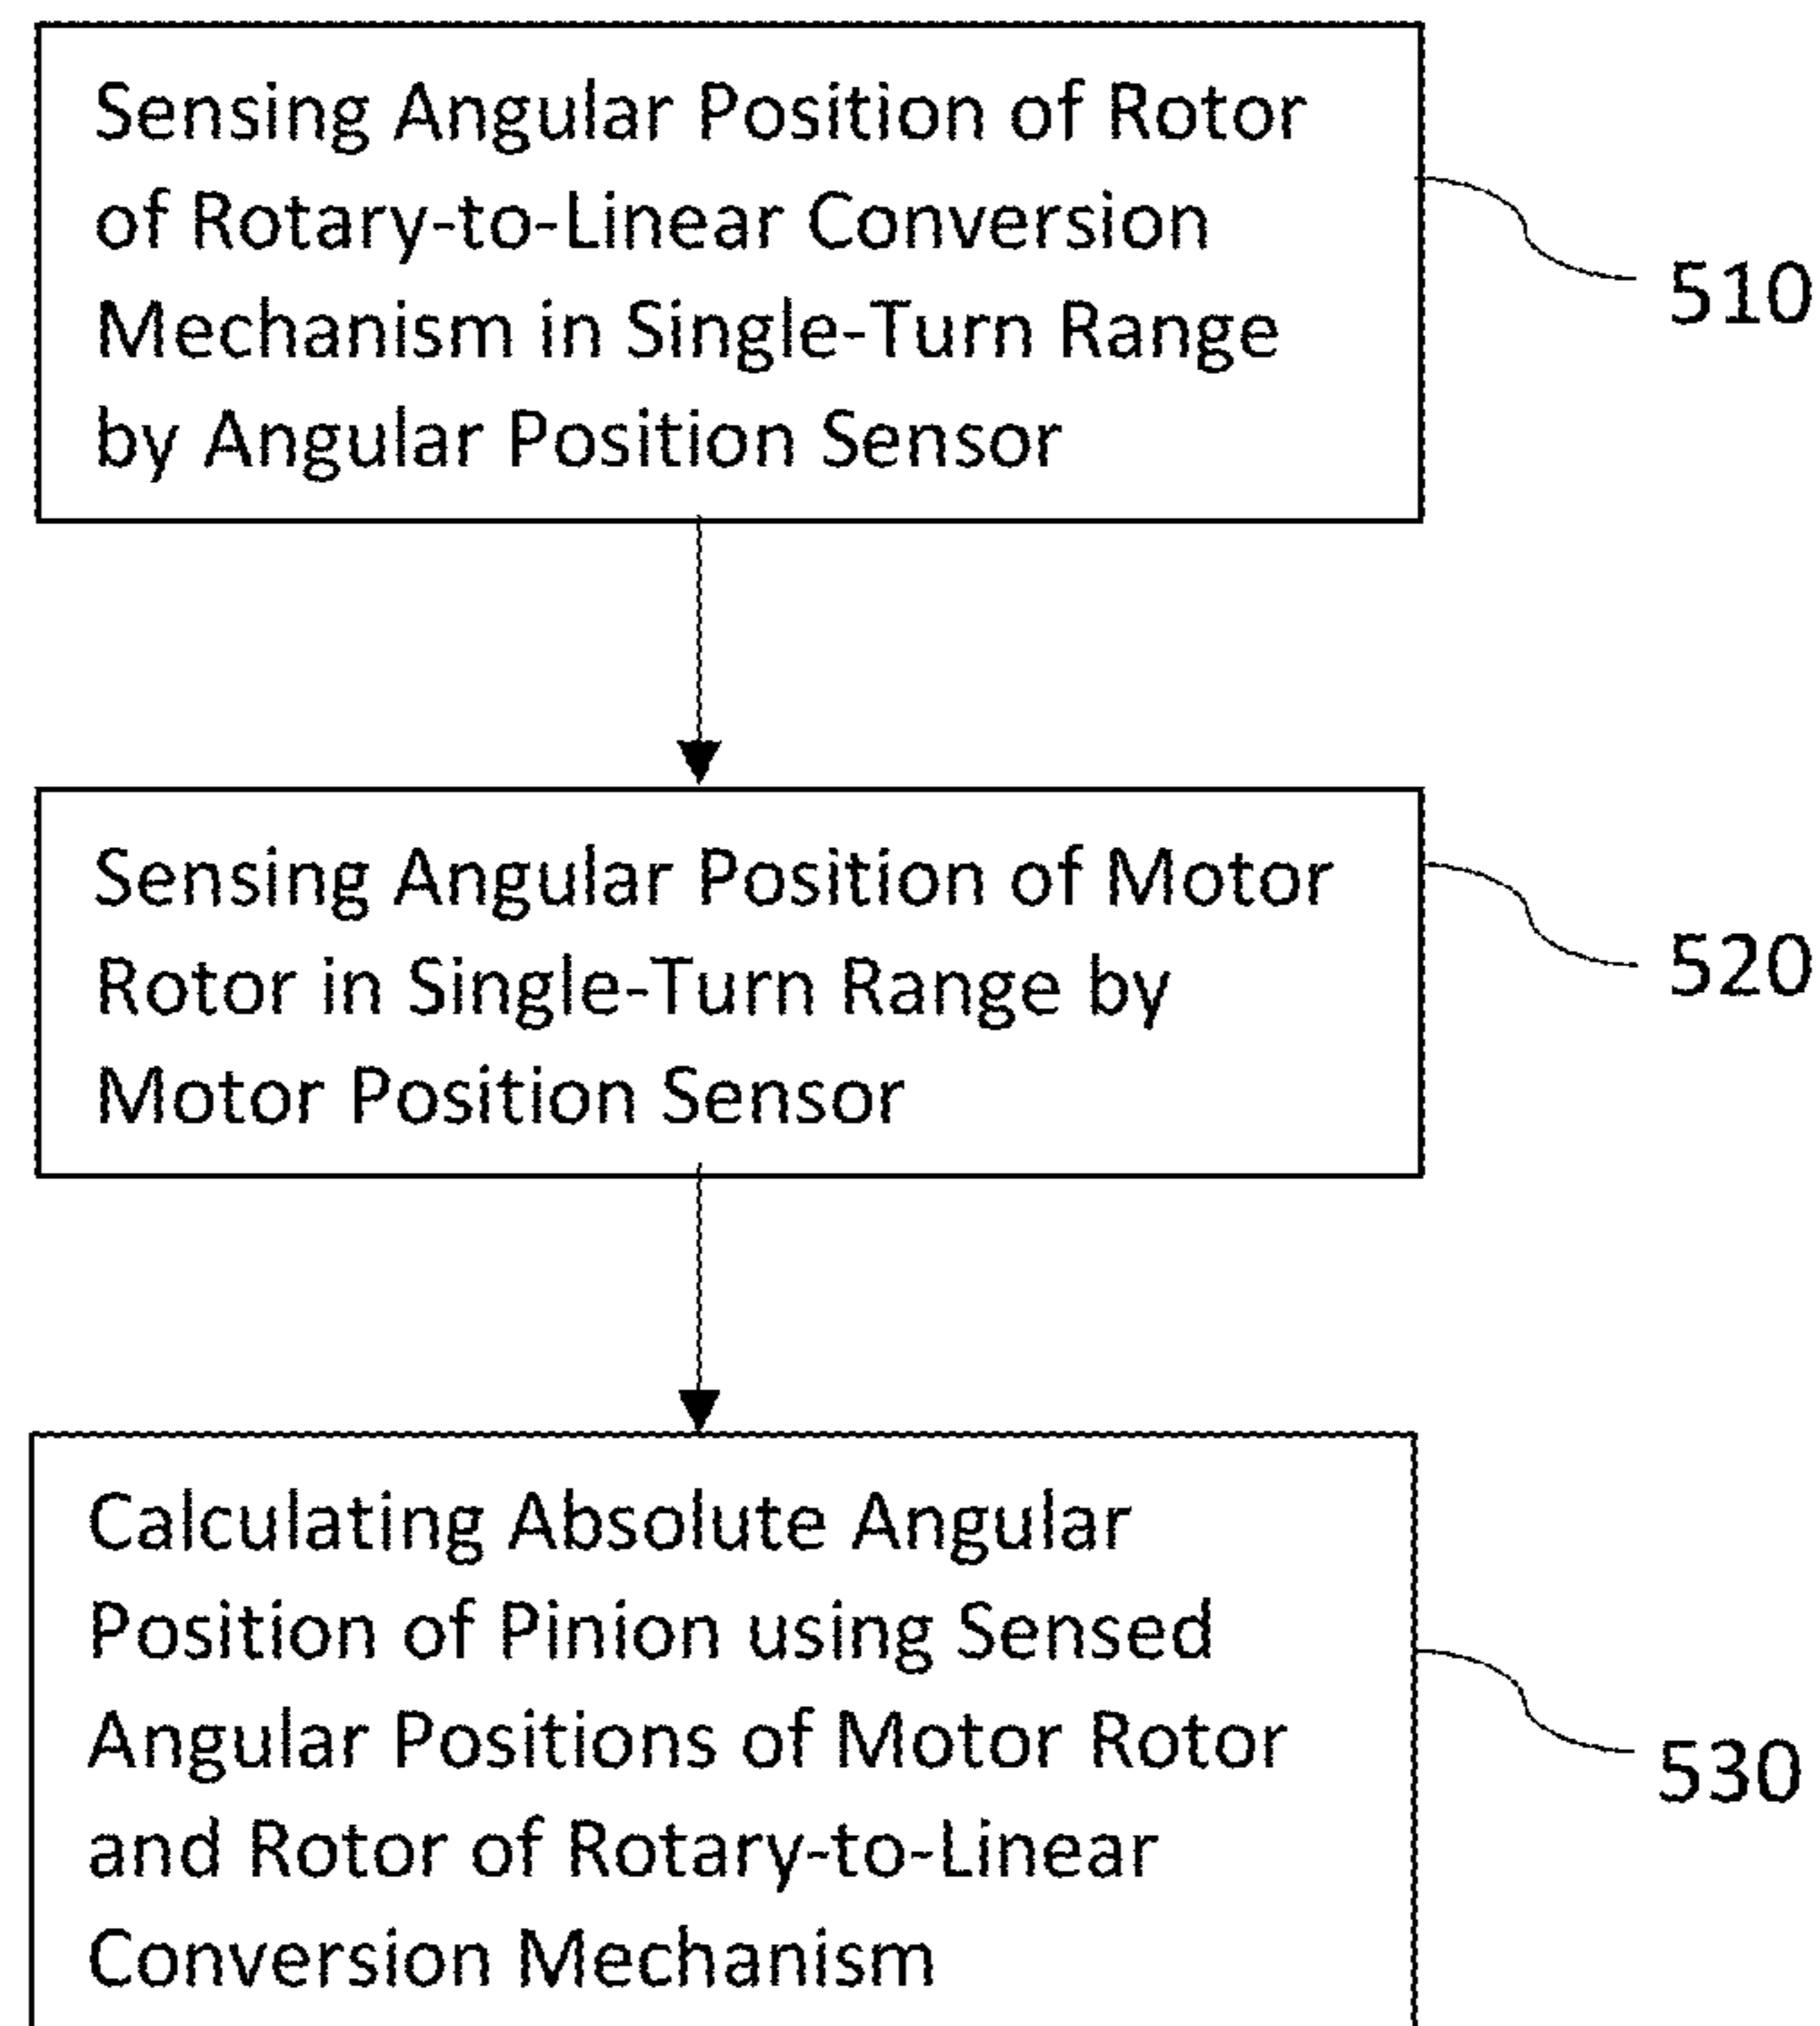 Sensing Angular Position of Rotor
of Rotary-to-Linear Conversion
Mechanism in Single-Turn Range
by Angular Position Sensor
510
Sensing Angular Position of Motor
Rotor in Single-Turn Range by
Motor Position Sensor
520
Calculating Absolute Angular
Position of Pinion using Sensed
Angular Positions of Motor Rotor
and Rotor of Rotary-to-Linear
Conversion Mechanism
530